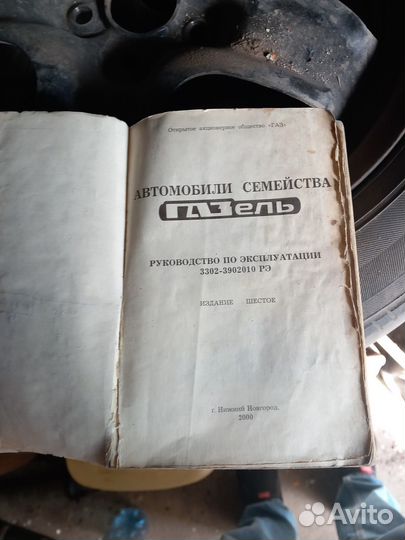 Открытое акционерное общество «ГАЗ»
АВТОМОБИЛИ СЕМЕЙСТВА
ГАЗель
РУКОВОДСТВО ПО ЭКСПЛУАТАЦИИ
3302-3902010 РЭ
ИЗДАНИЕ ШЕСТОЕ
г. Нижний Новгород,
2000
Avito